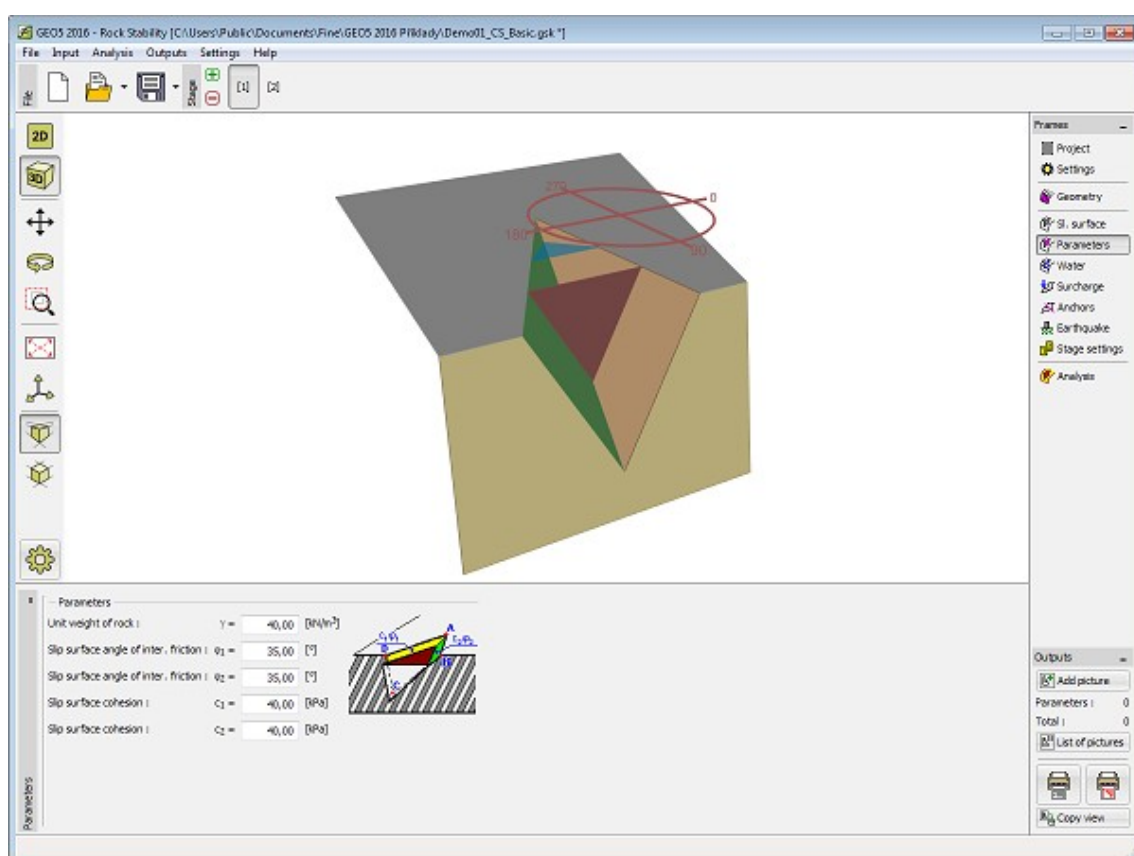 GEO5 2016 - Rock Stability [C:\Users\Public\Documents\Fine\GEO5 2016 Příklady\Demo01_CS_Basic.gsk *]
File Input Analysis Outputs Settings Help
File
Stage
[1] [2]
2D
3D
270
0
180
90
Frames
Project
Settings
Geometry
Sl. surface
Parameters
Water
Surcharge
Anchors
Earthquake
Stage settings
Analysis
Parameters
Parameters
Unit weight of rock : γ = 40,00 [kN/m³]
Slip surface angle of inter. friction : φ₁ = 35,00 [°]
Slip surface angle of inter. friction : φ₂ = 35,00 [°]
Slip surface cohesion : c₁ = 40,00 [kPa]
Slip surface cohesion : c₂ = 40,00 [kPa]
A
c₁φ₁
c₂φ₂
D
C
Outputs
Add picture
Parameters : 0
Total : 0
List of pictures
Copy view